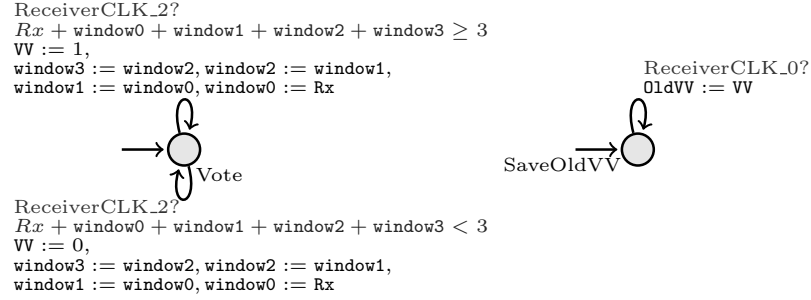 ReceiverCLK_2?
Rx + window0 + window1 + window2 + window3 ≥ 3
VV := 1,
window3 := window2, window2 := window1,
window1 := window0, window0 := Rx
Vote
ReceiverCLK_2?
Rx + window0 + window1 + window2 + window3 < 3
VV := 0,
window3 := window2, window2 := window1,
window1 := window0, window0 := Rx
ReceiverCLK_0?
OldVV := VV
SaveOldVV